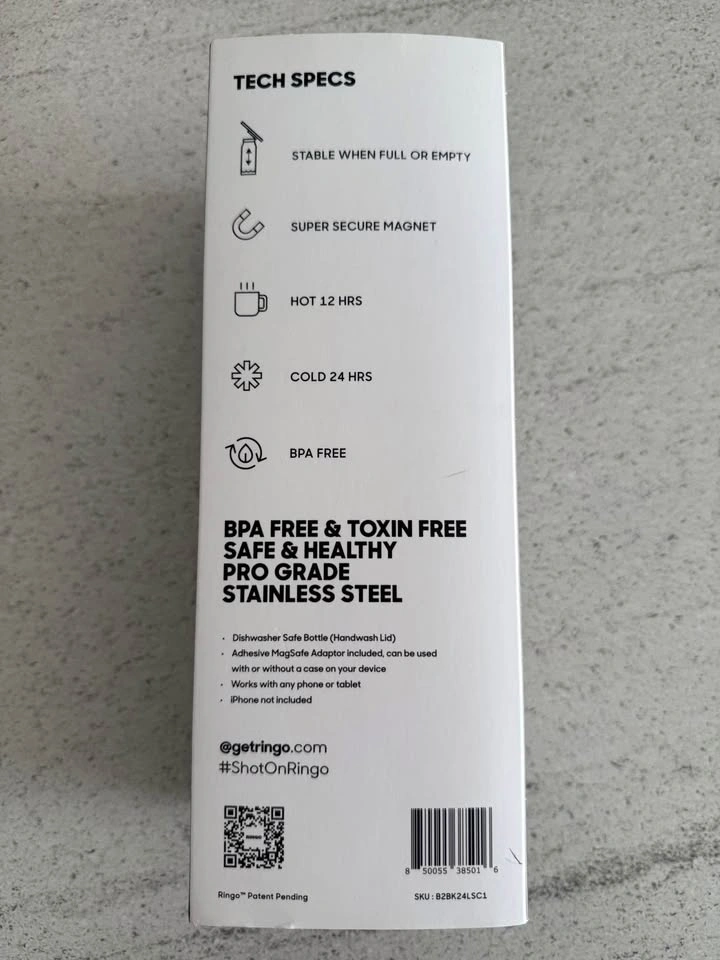 TECH SPECS
STABLE WHEN FULL OR EMPTY
SUPER SECURE MAGNET
HOT 12 HRS
COLD 24 HRS
BPA FREE
BPA FREE & TOXIN FREE
SAFE & HEALTHY
PRO GRADE
STAINLESS STEEL
· Dishwasher Safe Bottle (Handwash Lid)
· Adhesive MagSafe Adaptor included, can be used
with or without a case on your device
· Works with any phone or tablet
· iPhone not included
@getringo.com
#ShotOnRingo
8 50055 38501 6
Ringo™ Patent Pending
SKU : B2BK24LSC1